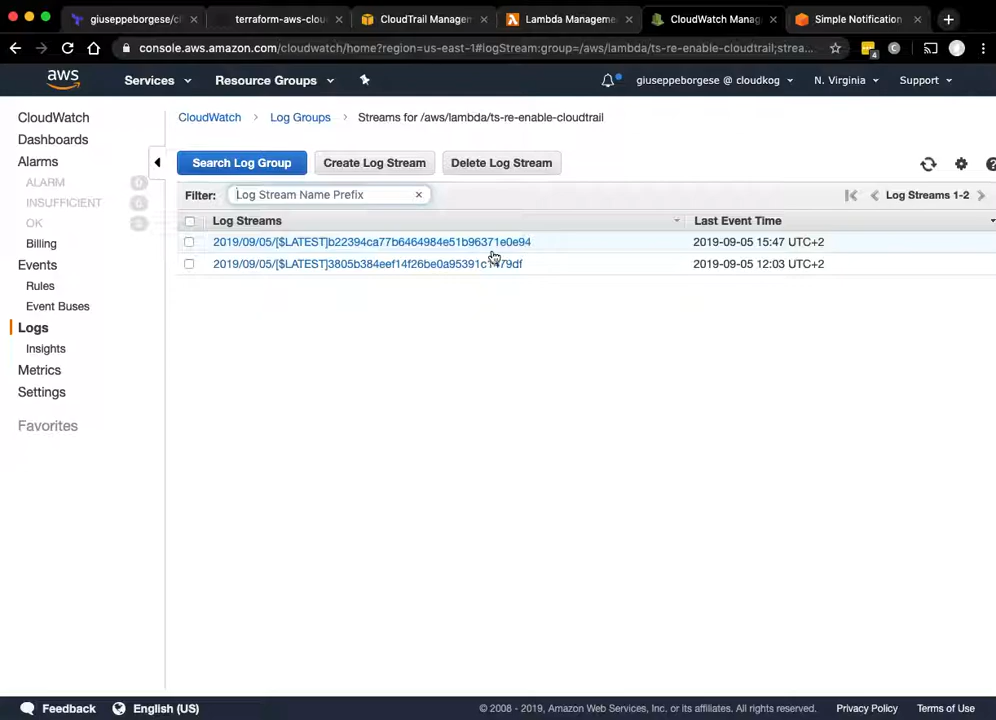 giuseppeborgese/ci
terraform-aws-clou
CloudTrail Managem
Lambda Manageme
CloudWatch Manag
Simple Notification
console.aws.amazon.com/cloudwatch/home?region=us-east-1#logStream:group=/aws/lambda/ts-re-enable-cloudtrail;strea...
4
C
aws
Services
Resource Groups
giuseppeborgese @ cloudkog
N. Virginia
Support
CloudWatch
Dashboards
Alarms
ALARM
INSUFFICIENT
OK
Billing
Events
Rules
Event Buses
Logs
Insights
Metrics
Settings
Favorites
CloudWatch > Log Groups > Streams for /aws/lambda/ts-re-enable-cloudtrail
Search Log Group
Create Log Stream
Delete Log Stream
Filter: Log Stream Name Prefix ×
Log Streams 1-2
Log Streams Last Event Time
2019/09/05/[$LATEST]b22394ca77b6464984e51b96371e0e94 2019-09-05 15:47 UTC+2
2019-09-05 12:03 UTC+2
Feedback
English (US)
© 2008 - 2019, Amazon Web Services, Inc. or its affiliates. All rights reserved.
Privacy Policy
Terms of Use